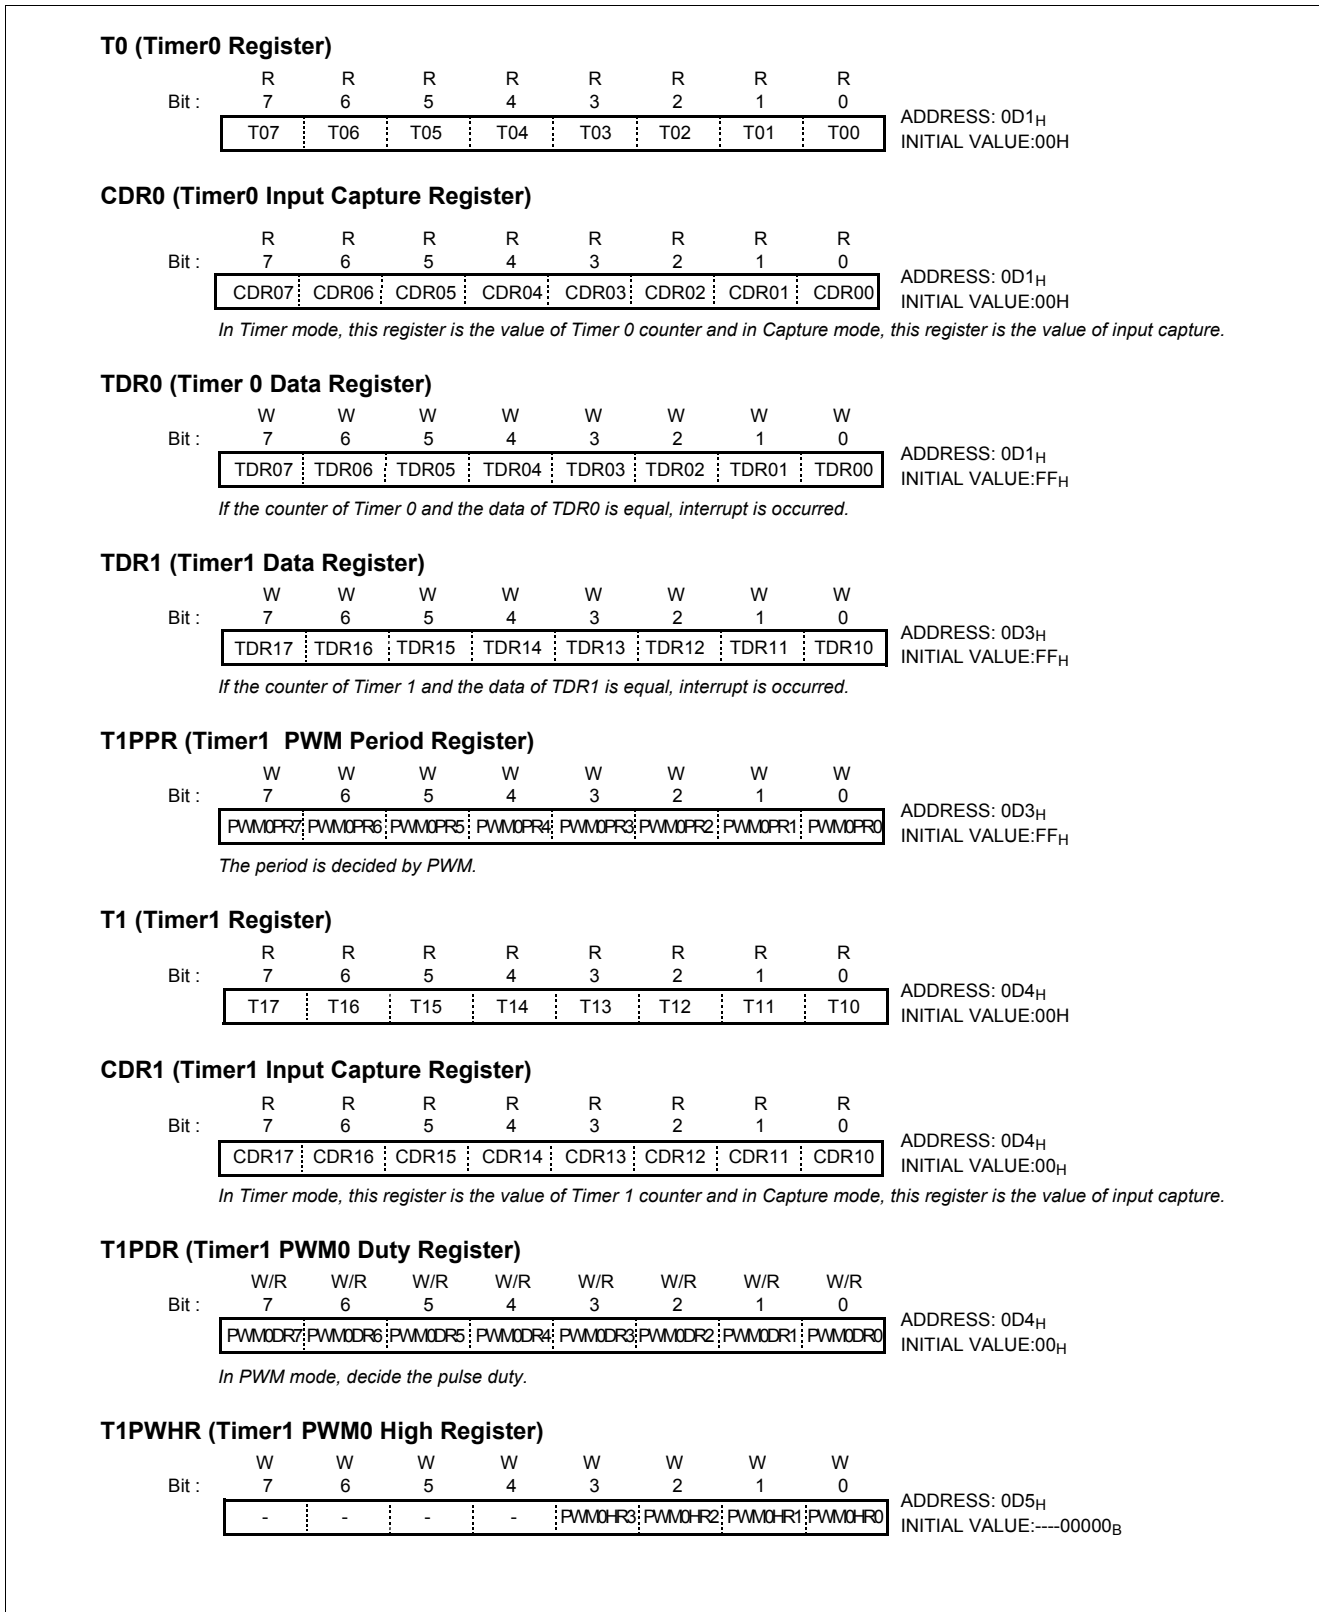 T0 (Timer0 Register)
R R R R R R R R
Bit : 7 6 5 4 3 2 1 0
T07 T06 T05 T04 T03 T02 T01 T00
ADDRESS: 0D1H
INITIAL VALUE:00H
CDR0 (Timer0 Input Capture Register)
R R R R R R R R
Bit : 7 6 5 4 3 2 1 0
CDR07 CDR06 CDR05 CDR04 CDR03 CDR02 CDR01 CDR00
ADDRESS: 0D1H
INITIAL VALUE:00H
In Timer mode, this register is the value of Timer 0 counter and in Capture mode, this register is the value of input capture.
TDR0 (Timer 0 Data Register)
W W W W W W W W
Bit : 7 6 5 4 3 2 1 0
TDR07 TDR06 TDR05 TDR04 TDR03 TDR02 TDR01 TDR00
ADDRESS: 0D1H
INITIAL VALUE:FFH
If the counter of Timer 0 and the data of TDR0 is equal, interrupt is occurred.
TDR1 (Timer1 Data Register)
W W W W W W W W
Bit : 7 6 5 4 3 2 1 0
TDR17 TDR16 TDR15 TDR14 TDR13 TDR12 TDR11 TDR10
ADDRESS: 0D3H
INITIAL VALUE:FFH
If the counter of Timer 1 and the data of TDR1 is equal, interrupt is occurred.
T1PPR (Timer1 PWM Period Register)
W W W W W W W W
Bit : 7 6 5 4 3 2 1 0
PWM0PR7 PWM0PR6 PWM0PR5 PWM0PR4 PWM0PR3 PWM0PR2 PWM0PR1 PWM0PR0
ADDRESS: 0D3H
INITIAL VALUE:FFH
The period is decided by PWM.
T1 (Timer1 Register)
R R R R R R R R
Bit : 7 6 5 4 3 2 1 0
T17 T16 T15 T14 T13 T12 T11 T10
ADDRESS: 0D4H
INITIAL VALUE:00H
CDR1 (Timer1 Input Capture Register)
R R R R R R R R
Bit : 7 6 5 4 3 2 1 0
CDR17 CDR16 CDR15 CDR14 CDR13 CDR12 CDR11 CDR10
ADDRESS: 0D4H
INITIAL VALUE:00H
In Timer mode, this register is the value of Timer 1 counter and in Capture mode, this register is the value of input capture.
T1PDR (Timer1 PWM0 Duty Register)
W/R W/R W/R W/R W/R W/R W/R W/R
Bit : 7 6 5 4 3 2 1 0
PWM0DR7 PWM0DR6 PWM0DR5 PWM0DR4 PWM0DR3 PWM0DR2 PWM0DR1 PWM0DR0
ADDRESS: 0D4H
INITIAL VALUE:00H
In PWM mode, decide the pulse duty.
T1PWHR (Timer1 PWM0 High Register)
W W W W W W W W
Bit : 7 6 5 4 3 2 1 0
- - - - PWM0HR3 PWM0HR2 PWM0HR1 PWM0HR0
ADDRESS: 0D5H
INITIAL VALUE:----00000B